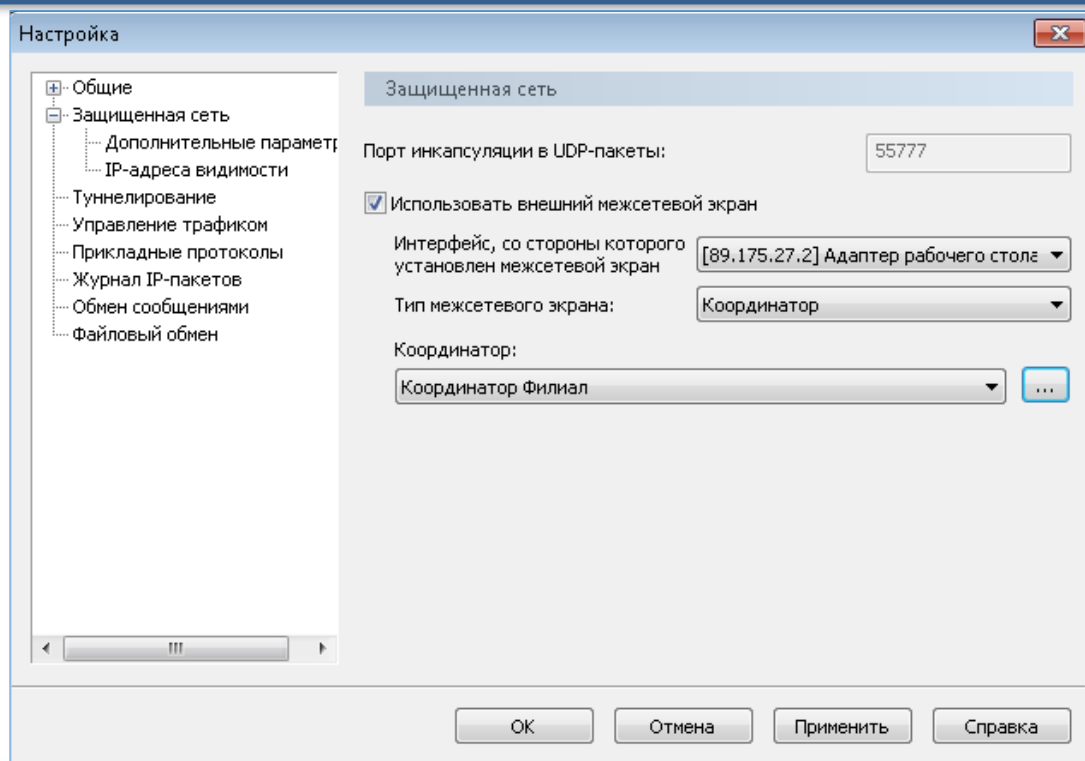 Настройка
Общие
Защищенная сеть
Дополнительные параметр
IP-адреса видимости
Туннелирование
Управление трафиком
Прикладные протоколы
Журнал IP-пакетов
Обмен сообщениями
Файловый обмен
Защищенная сеть
Порт инкапсуляции в UDP-пакеты:
55777
Использовать внешний межсетевой экран
Интерфейс, со стороны которого
установлен межсетевой экран
[89.175.27.2] Адаптер рабочего стола
Тип межсетевого экрана:
Координатор
Координатор:
Координатор Филиал
...
OK
Отмена
Применить
Справка